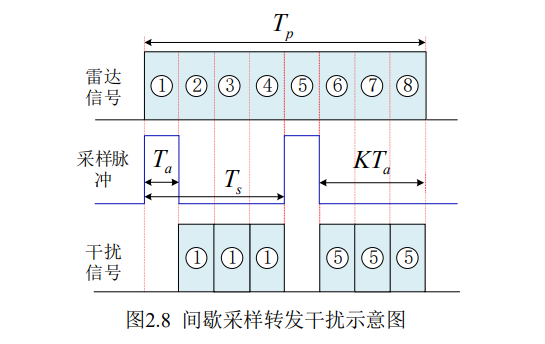 T_p
雷达
信号
① ② ③ ④ ⑤ ⑥ ⑦ ⑧
采样脉
冲
T_a
T_s
KT_a
干扰
信号
① ① ① ⑤ ⑤ ⑤
图2.8 间歇采样转发干扰示意图